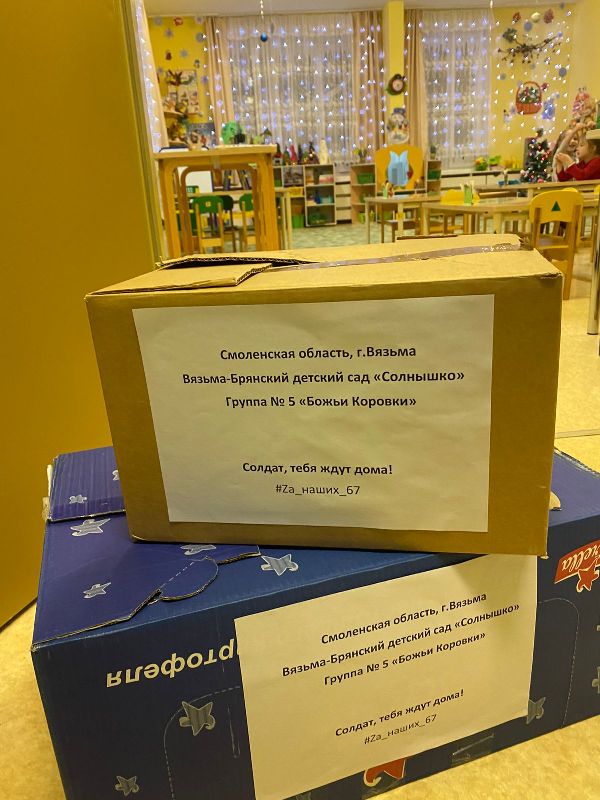 Смоленская область, г.Вязьма
Вязьма-Брянский детский сад «Солнышко»
Группа № 5 «Божьи Коровки»
Солдат, тебя ждут дома!
#Za_наших_67
Смоленская область, г.Вязьма
Вязьма-Брянский детский сад «Солнышко»
Группа № 5 «Божьи Коровки»
Солдат, тебя ждут дома!
#Za_наших_67